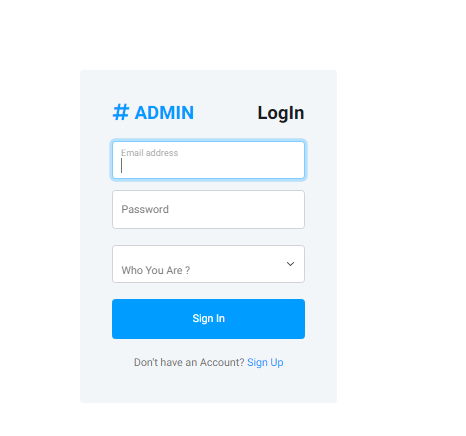 # ADMIN LogIn
Email address
Password
Who You Are ?
Sign In
Don't have an Account? Sign Up